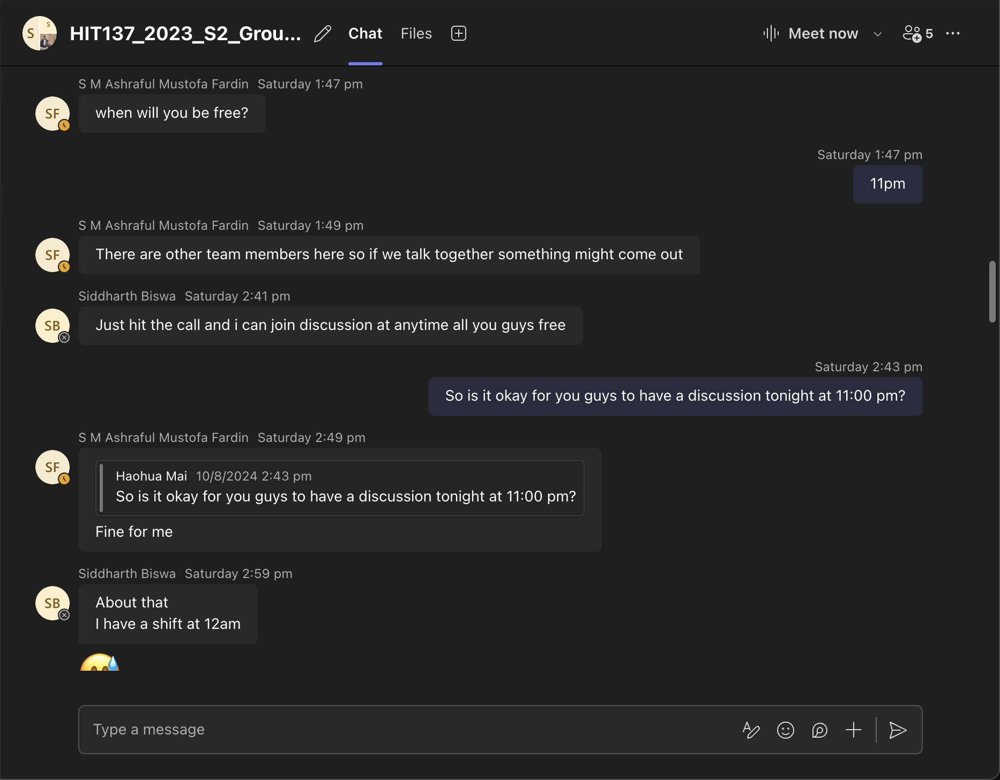 S
S
HIT137_2023_S2_Grou...
Chat
Files
Meet now
5
S M Ashraful Mustofa Fardin Saturday 1:47 pm
SF
when will you be free?
Saturday 1:47 pm
11pm
S M Ashraful Mustofa Fardin Saturday 1:49 pm
SF
There are other team members here so if we talk together something might come out
Siddharth Biswa Saturday 2:41 pm
SB
Just hit the call and i can join discussion at anytime all you guys free
Saturday 2:43 pm
So is it okay for you guys to have a discussion tonight at 11:00 pm?
S M Ashraful Mustofa Fardin Saturday 2:49 pm
SF
Haohua Mai 10/8/2024 2:43 pm
So is it okay for you guys to have a discussion tonight at 11:00 pm?
Fine for me
Siddharth Biswa Saturday 2:59 pm
SB
About that
I have a shift at 12am
Type a message